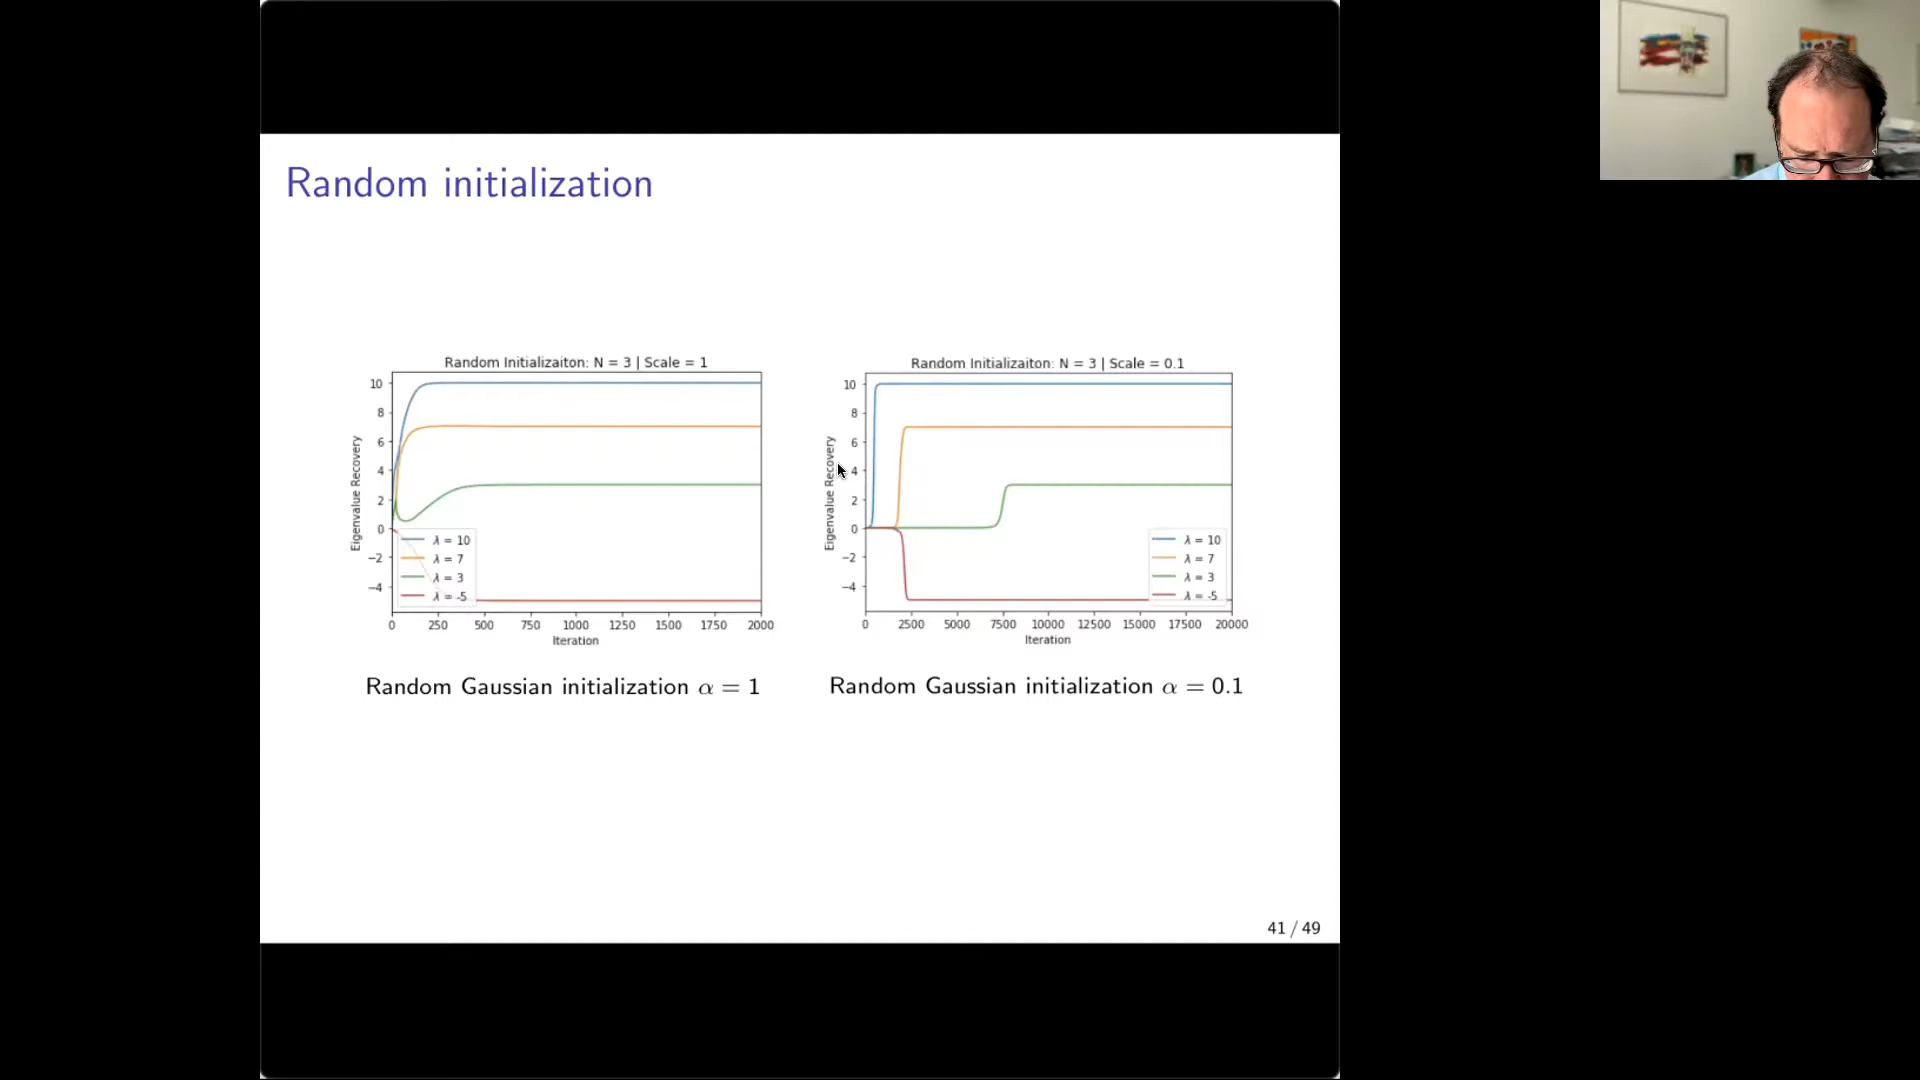 Random initialization
Random Initializaiton: N = 3 | Scale = 1
Eigenvalue Recovery
10
8
6
4
2
0
−2
−4
λ = 10
λ = 7
λ = 3
λ = -5
0 250 500 750 1000 1250 1500 1750 2000
Iteration
Random Gaussian initialization α = 1
Random Initializaiton: N = 3 | Scale = 0.1
Eigenvalue Recovery
10
8
6
4
2
0
−2
−4
λ = 10
λ = 7
λ = 3
λ = -5
0 2500 5000 7500 10000 12500 15000 17500 20000
Iteration
Random Gaussian initialization α = 0.1
41 / 49